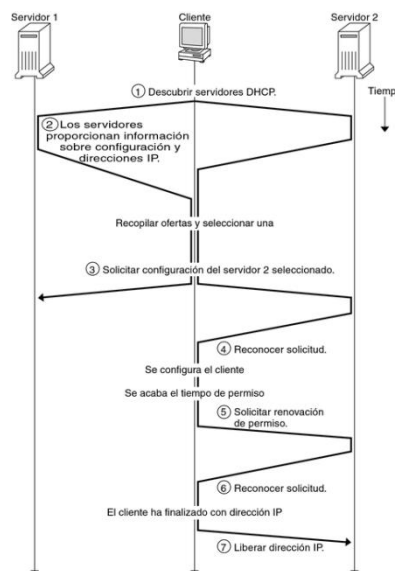 Servidor 1
Cliente
Servidor 2
① Descubrir servidores DHCP.
Tiemp
② Los servidores
proporcionan información
sobre configuración y
direcciones IP.
Recopilar ofertas y seleccionar una
③ Solicitar configuración del servidor 2 seleccionado.
④ Reconocer solicitud.
Se configura el cliente
Se acaba el tiempo de permiso
⑤ Solicitar renovación
de permiso.
⑥ Reconocer solicitud.
El cliente ha finalizado con dirección IP
⑦ Liberar dirección IP.